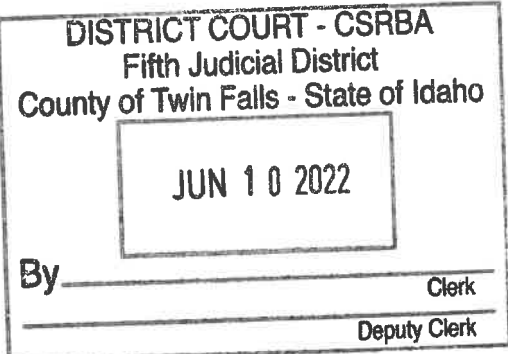 DISTRICT COURT - CSRBA
Fifth Judicial District
County of Twin Falls - State of Idaho
JUN 10 2022
By
Clerk
Deputy Clerk